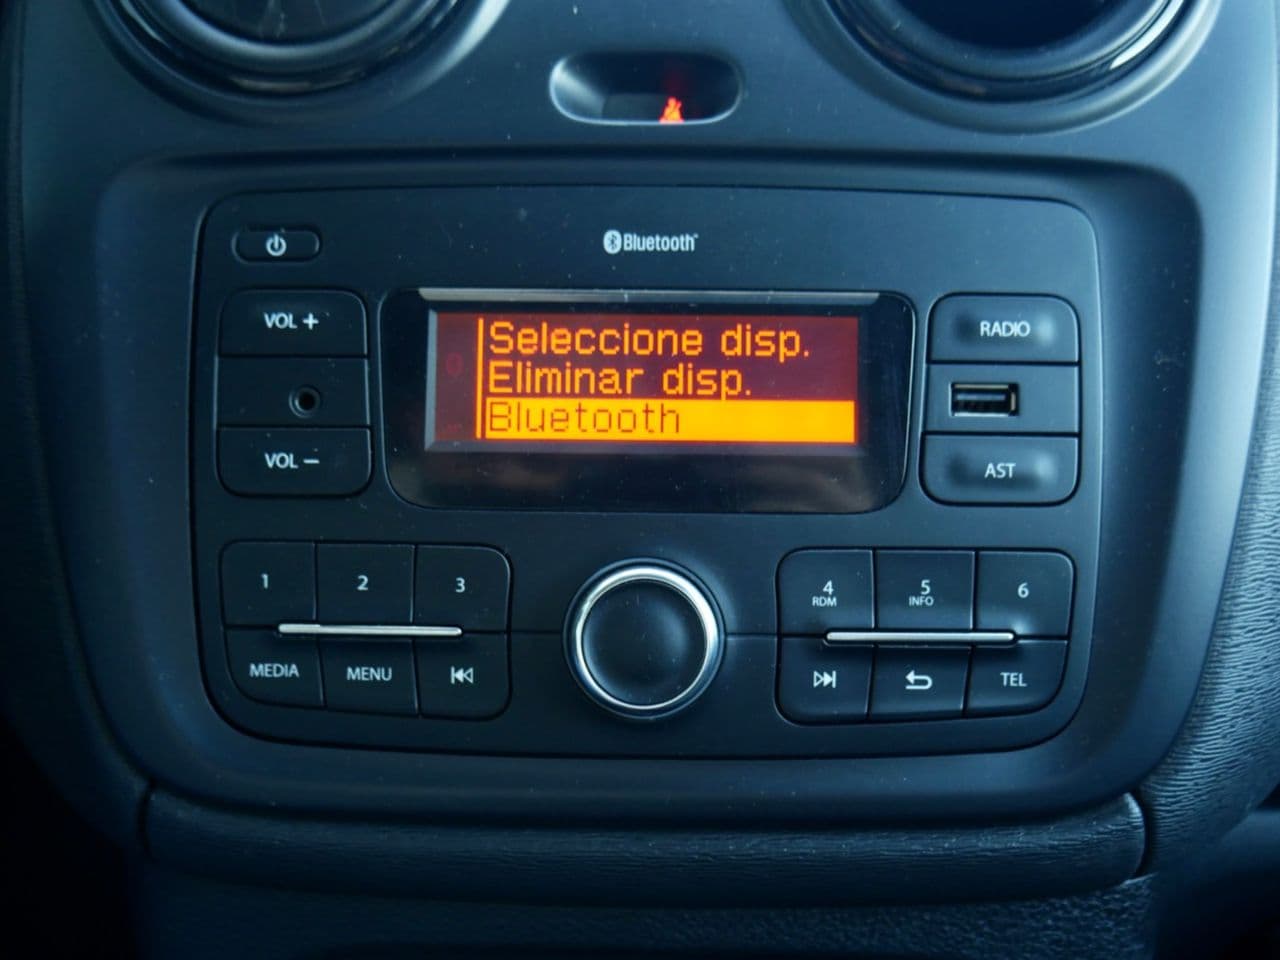 Bluetooth
VOL +
VOL –
Seleccione disp.
Eliminar disp.
Bluetooth
RADIO
AST
1
2
3
MEDIA
MENU
4
RDM
5
INFO
6
TEL